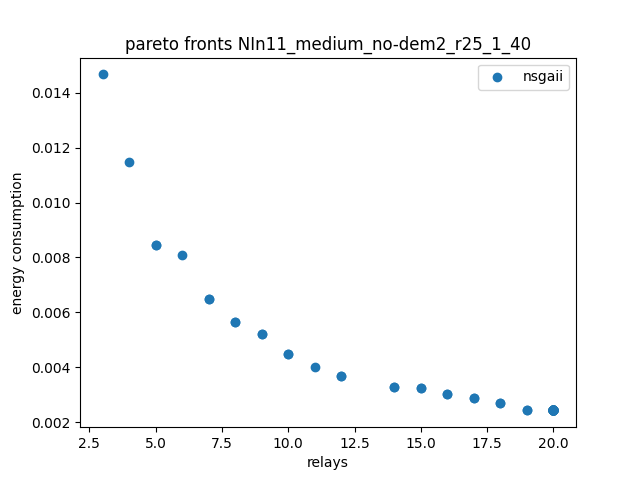 pareto fronts NIn11_medium_no-dem2_r25_1_40
nsgaii
0.014
0.012
0.010
0.008
0.006
0.004
0.002
energy consumption
2.5 5.0 7.5 10.0 12.5 15.0 17.5 20.0
relays